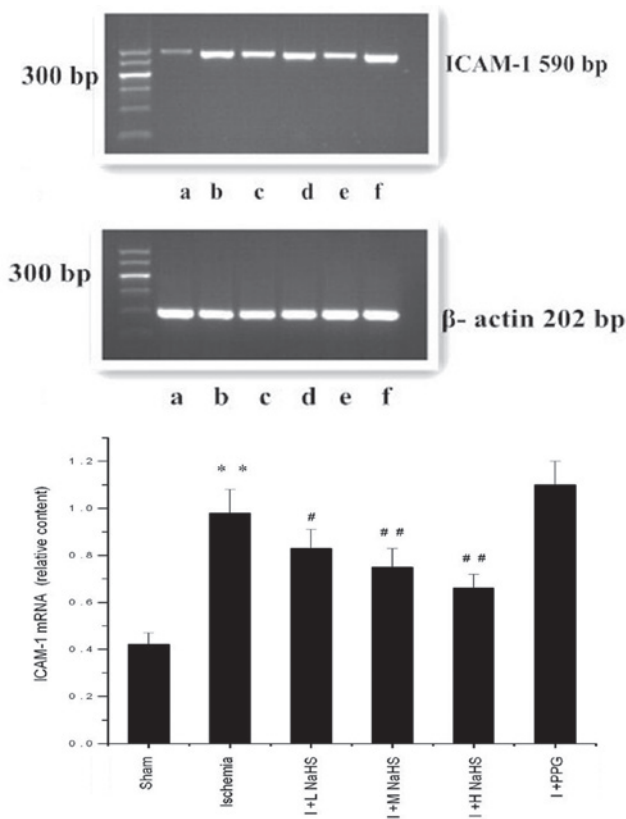 300 bp
ICAM-1 590 bp
a b c d e f
300 bp
β- actin 202 bp
a b c d e f
ICAM-1 mRNA (relative content)
1.2
1.0
0.8
0.6
0.4
0.2
0.0
* *
#
# #
# #
Sham
Ischemia
I +L NaHS
I +M NaHS
I +H NaHS
I +PPG